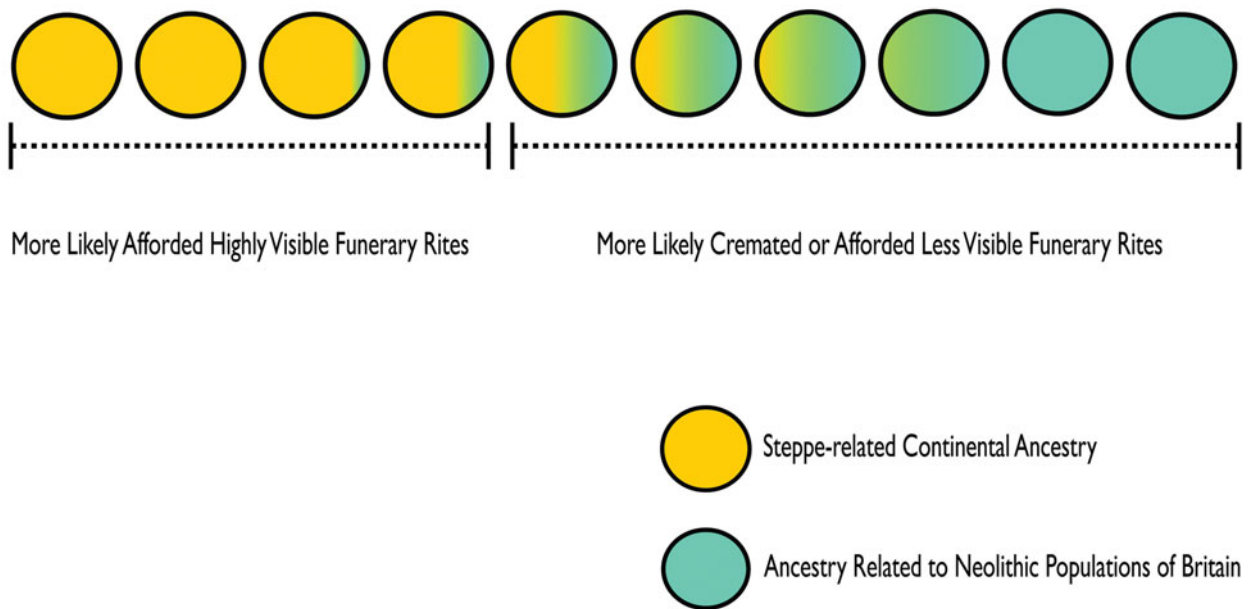 More Likely Afforded Highly Visible Funerary Rites
More Likely Cremated or Afforded Less Visible Funerary Rites
Steppe-related Continental Ancestry
Ancestry Related to Neolithic Populations of Britain